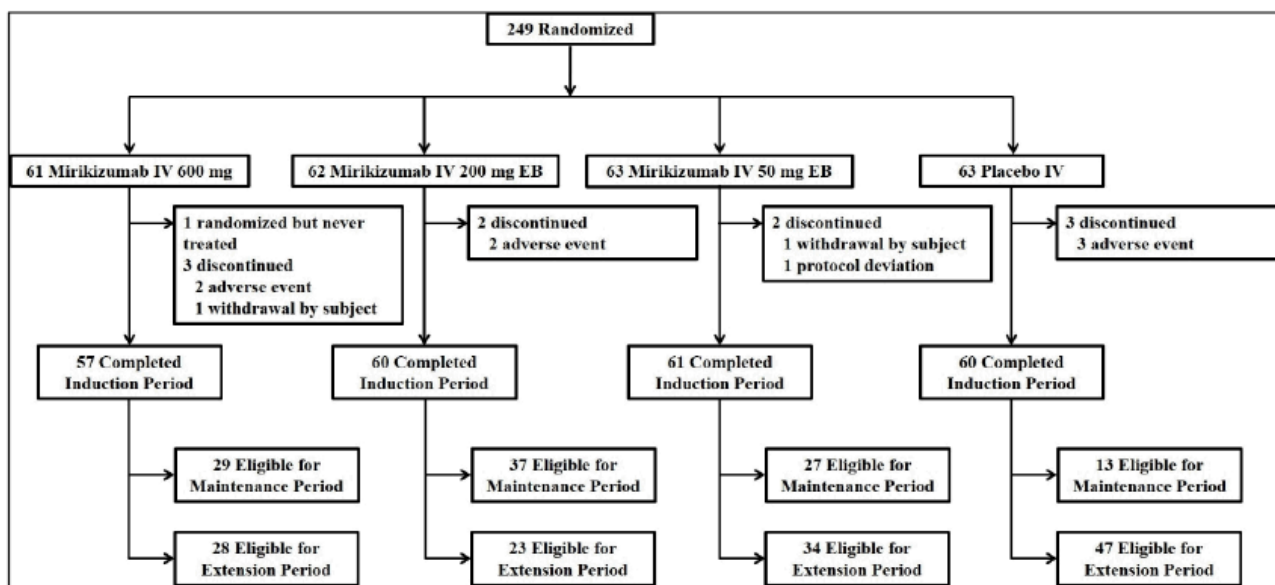 249 Randomized
61 Mirikizumab IV 600 mg
62 Mirikizumab IV 200 mg EB
63 Mirikizumab IV 50 mg EB
63 Placebo IV
1 randomized but never
treated
3 discontinued
2 adverse event
1 withdrawal by subject
2 discontinued
2 adverse event
2 discontinued
1 withdrawal by subject
1 protocol deviation
3 discontinued
3 adverse event
57 Completed
Induction Period
60 Completed
Induction Period
61 Completed
Induction Period
60 Completed
Induction Period
29 Eligible for
Maintenance Period
37 Eligible for
Maintenance Period
27 Eligible for
Maintenance Period
13 Eligible for
Maintenance Period
28 Eligible for
Extension Period
23 Eligible for
Extension Period
34 Eligible for
Extension Period
47 Eligible for
Extension Period